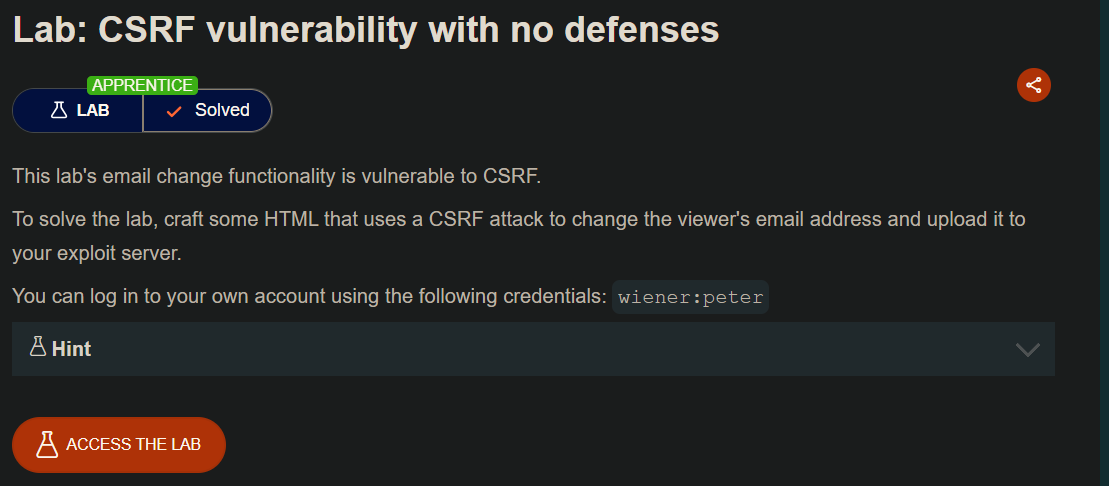 Lab: CSRF vulnerability with no defenses
APPRENTICE
LAB Solved
This lab's email change functionality is vulnerable to CSRF.
To solve the lab, craft some HTML that uses a CSRF attack to change the viewer's email address and upload it to
your exploit server.
You can log in to your own account using the following credentials: wiener:peter
Hint
ACCESS THE LAB